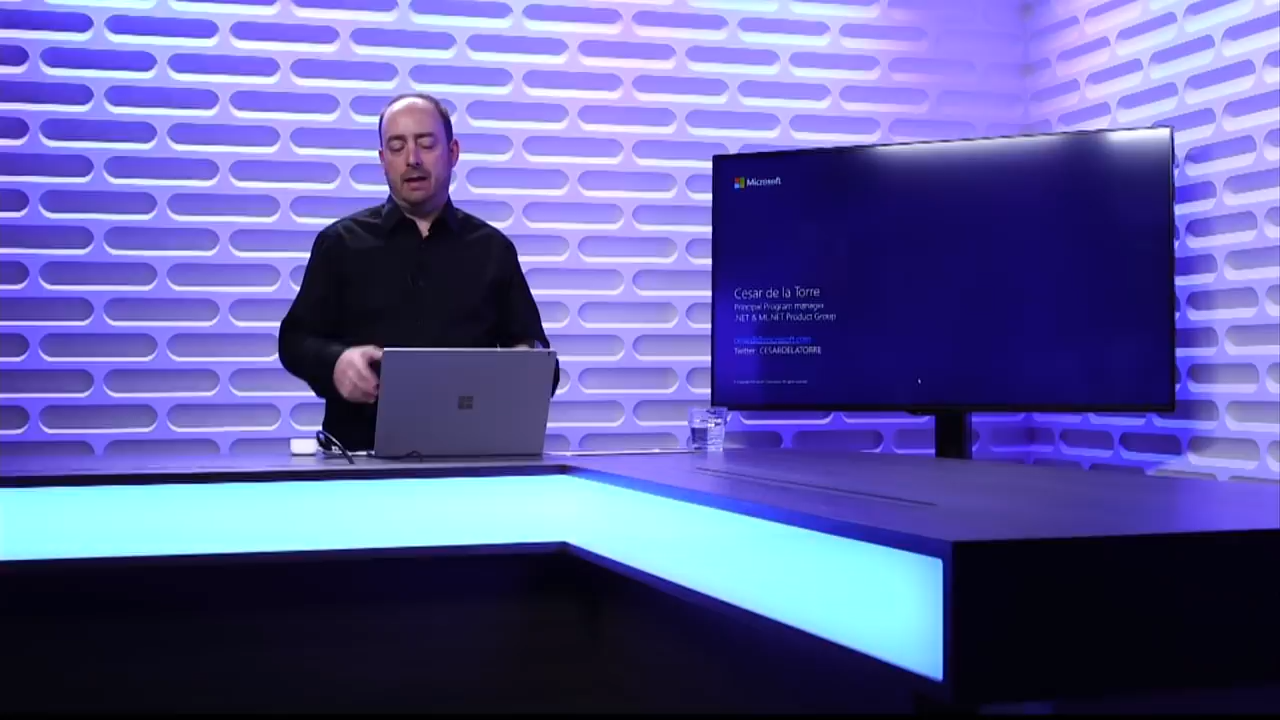 Microsoft
Cesar de la Torre
Principal Program manager
.NET & ML.NET Product Group
Twitter: CESARDELATORRE